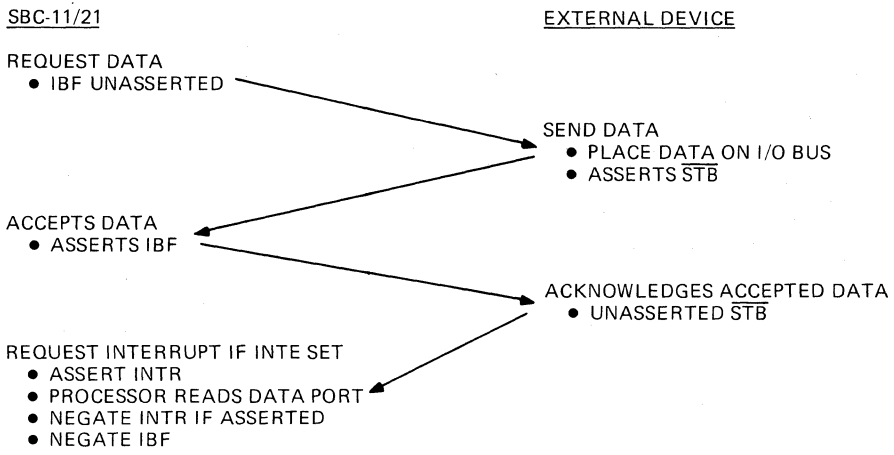 SBC-11/21
EXTERNAL DEVICE
REQUEST DATA
● IBF UNASSERTED
SEND DATA
● PLACE DATA ON I/O BUS
● ASSERTS S̅T̅B̅
ACCEPTS DATA
● ASSERTS IBF
ACKNOWLEDGES ACCEPTED DATA
● UNASSERTED S̅T̅B̅
REQUEST INTERRUPT IF INTE SET
● ASSERT INTR
● PROCESSOR READS DATA PORT
● NEGATE INTR IF ASSERTED
● NEGATE IBF